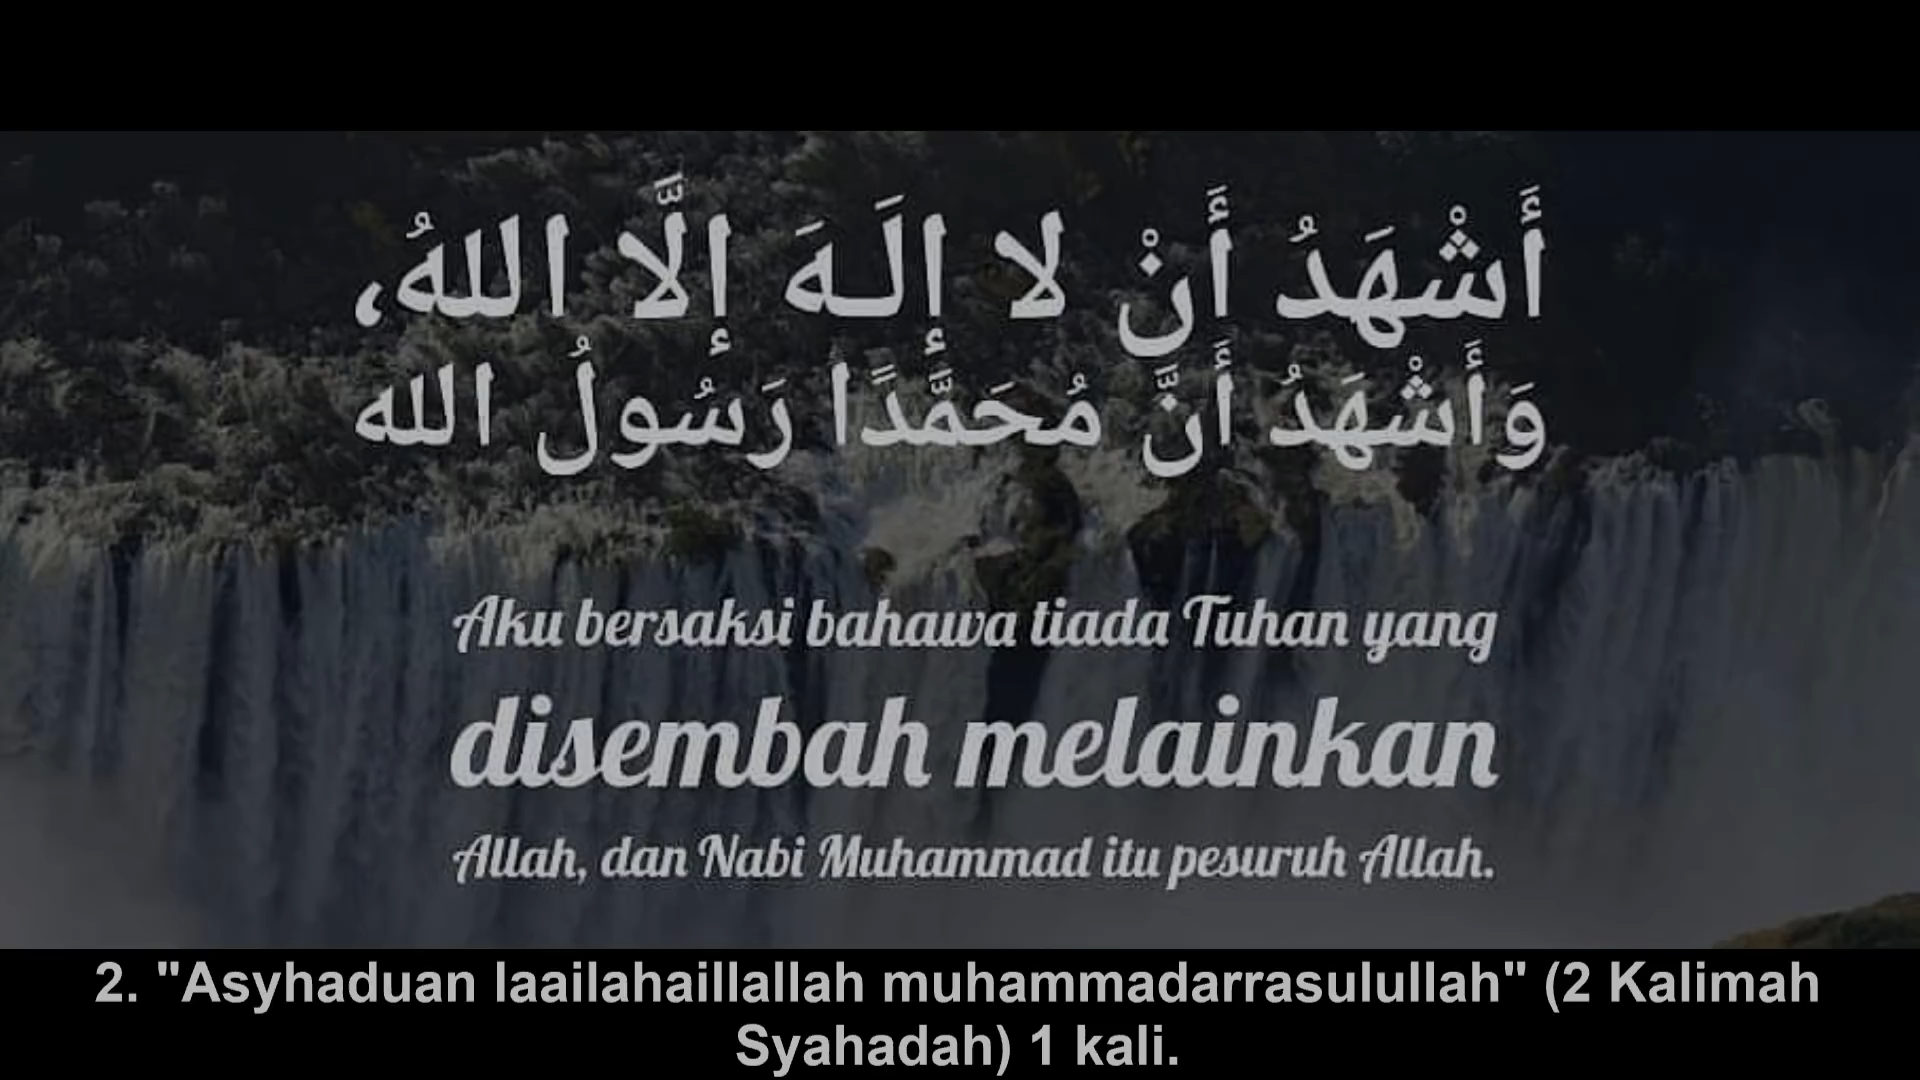 أَشْهَدُ أَنْ لا إِلَـهَ إِلَّا اللهُ،
وَأَشْهَدُ أَنَّ مُحَمَّدًا رَسُولُ الله
Aku bersaksi bahawa tiada Tuhan yang
disembah melainkan
Allah, dan Nabi Muhammad itu pesuruh Allah.
2. "Asyhaduan laailahaillallah muhammadarrasulullah" (2 Kalimah
Syahadah) 1 kali.